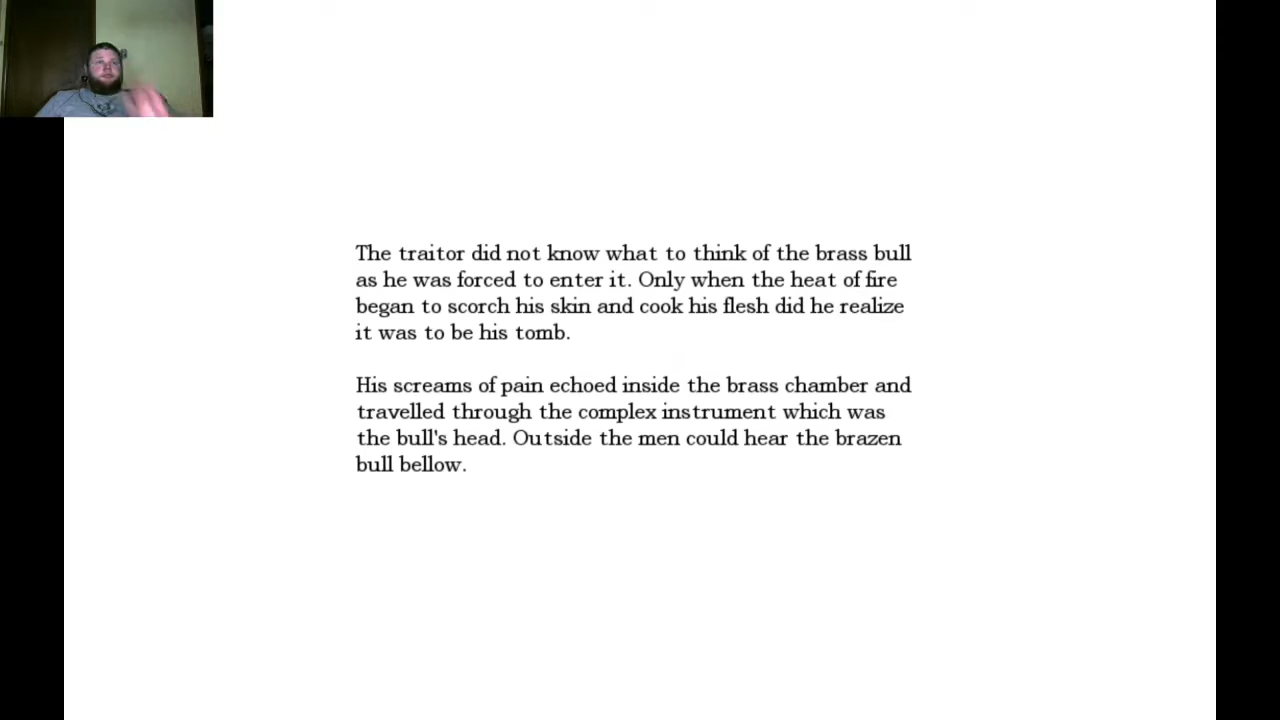 The traitor did not know what to think of the brass bull
as he was forced to enter it. Only when the heat of fire
began to scorch his skin and cook his flesh did he realize
it was to be his tomb.
His screams of pain echoed inside the brass chamber and
travelled through the complex instrument which was
the bull's head. Outside the men could hear the brazen
bull bellow.